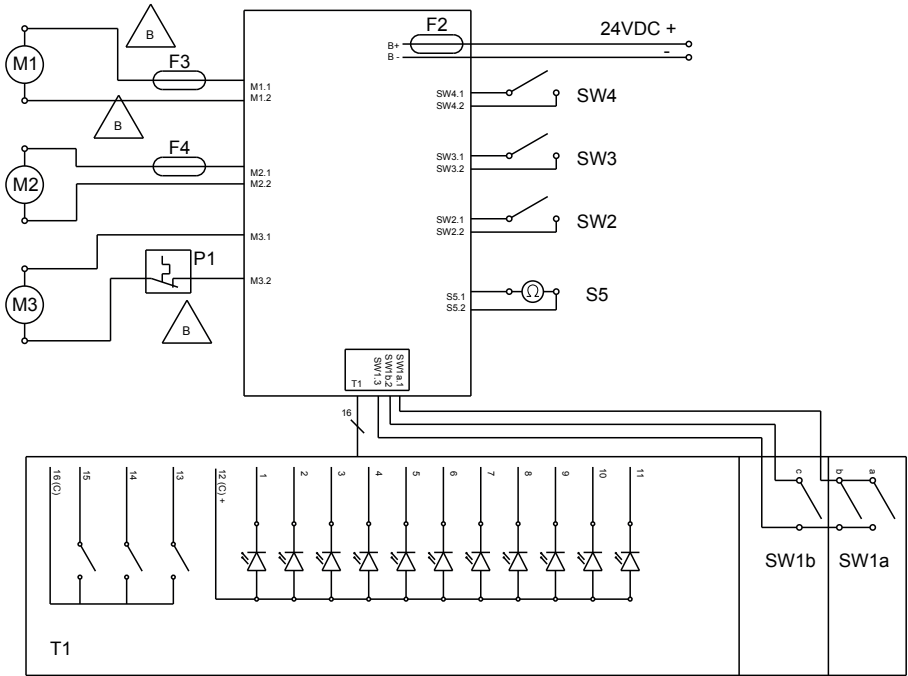 F2
24VDC +
B+
B -
-
B
M1
F3
M1.1
M1.2
SW4.1
SW4.2
SW4
B
F4
M2
M2.1
M2.2
SW3.1
SW3.2
SW3
SW2.1
SW2.2
SW2
M3.1
P1
M3.2
M3
B
S5.1
S5.2
Ω
S5
T1
SW1.3
SW1b.2
SW1a.1
16
16 (C)
15
14
13
12 (C) +
1
2
3
4
5
6
7
8
9
10
11
c
b
a
SW1b
SW1a
T1